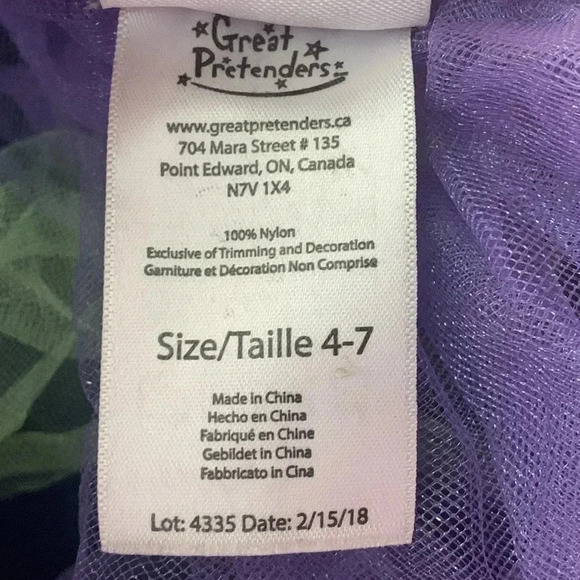 Great
Pretenders
www.greatpretenders.ca
704 Mara Street # 135
Point Edward, ON, Canada
N7V 1X4
100% Nylon
Exclusive of Trimming and Decoration
Garniture et Décoration Non Comprise
Size/Taille 4-7
Made in China
Hecho en China
Fabriqué en Chine
Gebildet in China
Fabbricato in Cina
Lot: 4335 Date: 2/15/18